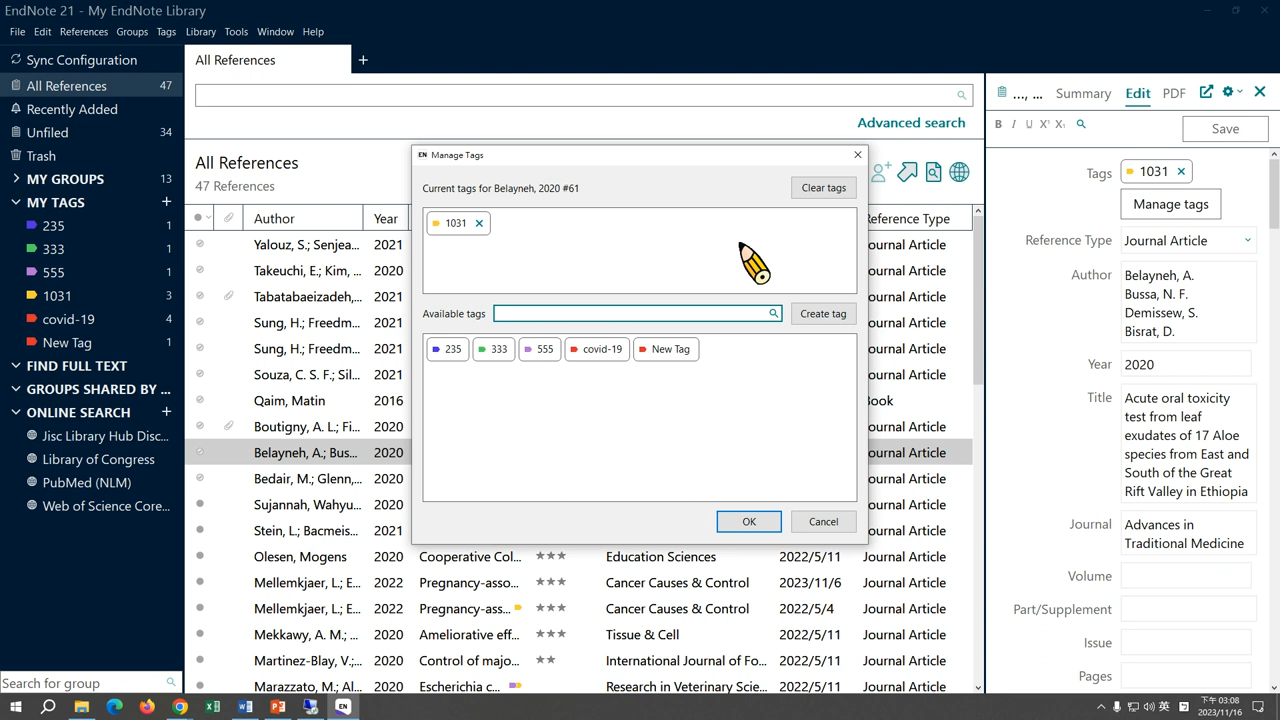 EndNote 21 - My EndNote Library
File Edit References Groups Tags Library Tools Window Help
Sync Configuration
All References 47
Recently Added
Unfiled 34
Trash
MY GROUPS 13
MY TAGS +
235 1
333 1
555 1
1031 3
covid-19 4
New Tag 1
FIND FULL TEXT
GROUPS SHARED BY ...
ONLINE SEARCH +
Jisc Library Hub Disc...
Library of Congress
PubMed (NLM)
Web of Science Core...
Search for group
All References +
Advanced search
All References
47 References
Author Year Reference Type
Yalouz, S.; Senjea... 2021 Journal Article
Takeuchi, E.; Kim, ... 2020 Journal Article
Tabatabaeizadeh,... 2021 Journal Article
Sung, H.; Freedm... 2021 Journal Article
Sung, H.; Freedm... 2021 Journal Article
Souza, C. S. F.; Sil... 2021 Journal Article
Qaim, Matin 2016 Book
Boutigny, A. L.; Fi... 2020 Journal Article
Belayneh, A.; Bus... 2020 Journal Article
Bedair, M.; Glenn,... 2020 Journal Article
Sujannah, Wahyu... 2020 Journal Article
Stein, L.; Bacmeis... 2021 Journal Article
Olesen, Mogens 2020 Cooperative Col... Education Sciences 2022/5/11 Journal Article
Mellemkjaer, L.; E... 2022 Pregnancy-asso... Cancer Causes & Control 2023/11/6 Journal Article
Mellemkjaer, L.; E... 2022 Pregnancy-ass... Cancer Causes & Control 2022/5/4 Journal Article
Mekkawy, A. M.; ... 2020 Ameliorative eff... Tissue & Cell 2022/5/11 Journal Article
Martinez-Blay, V.;... 2020 Control of majo... International Journal of Fo... 2022/5/11 Journal Article
Marazzato, M.; Al... 2020 Escherichia c... Research in Veterinary Scie... 2022/5/11 Journal Article
EN Manage Tags
Current tags for Belayneh, 2020 #61 Clear tags
1031
Available tags Create tag
235 333 555 covid-19 New Tag
OK Cancel
..., ... Summary Edit PDF
B I U X¹ X₁ Save
Tags 1031
Manage tags
Reference Type Journal Article
Author Belayneh, A.
Bussa, N. F.
Demissew, S.
Bisrat, D.
Year 2020
Title Acute oral toxicity
test from leaf
exudates of 17 Aloe
species from East and
South of the Great
Rift Valley in Ethiopia
Journal Advances in
Traditional Medicine
Volume
Part/Supplement
Issue
Pages
EN 英 下午 03:08
2023/11/16